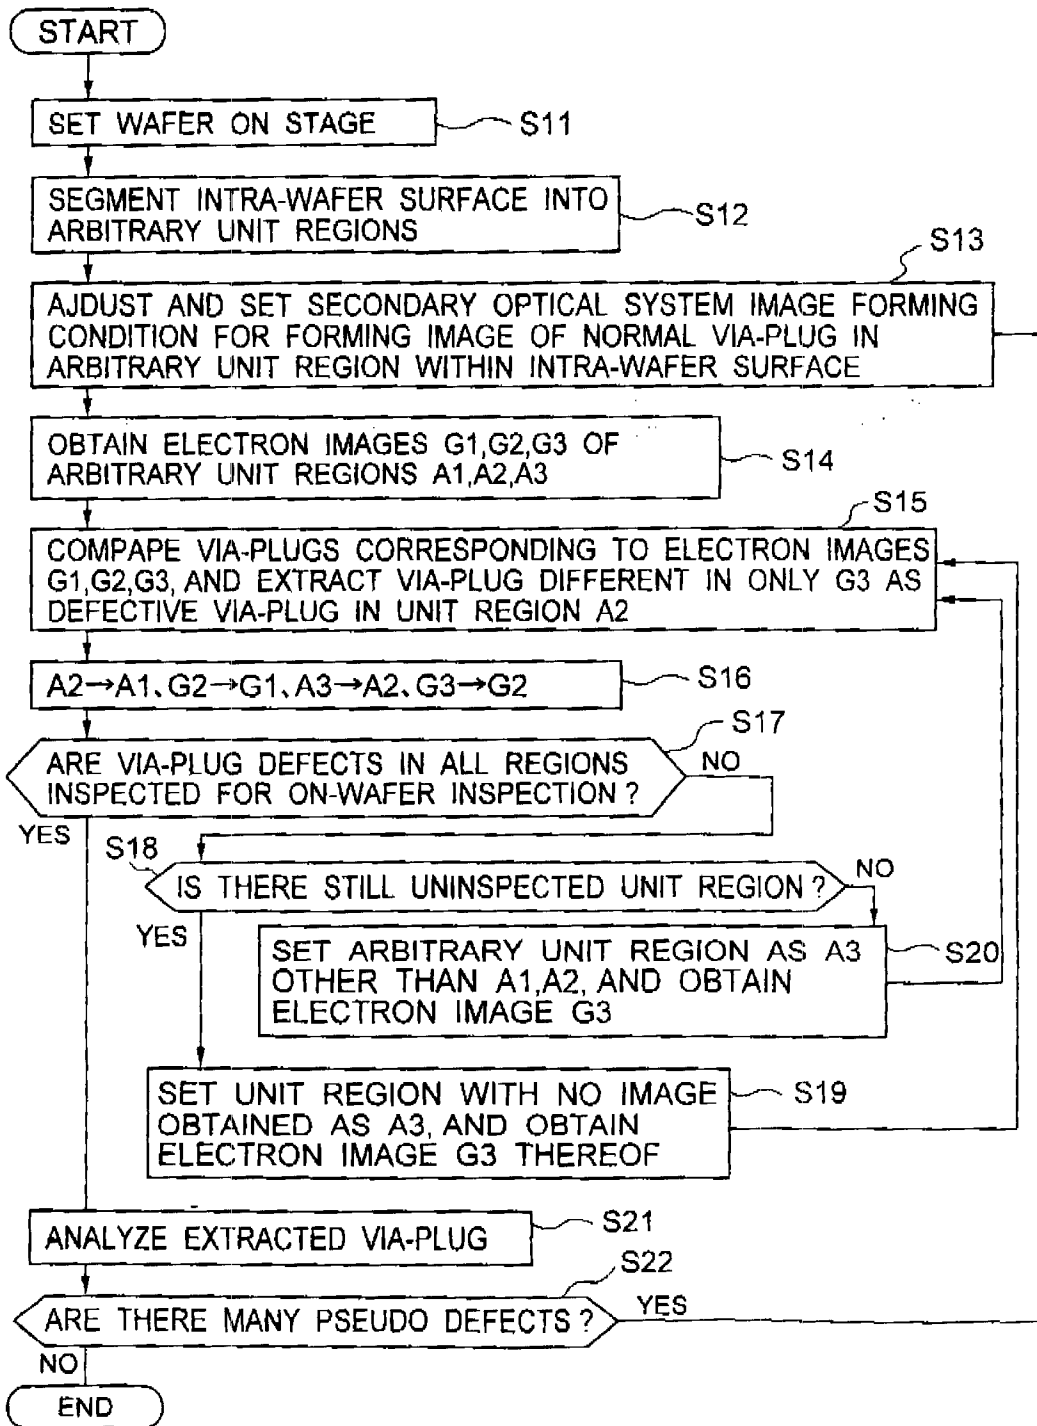 START
SET WAFER ON STAGE
S11
SEGMENT INTRA-WAFER SURFACE INTO
ARBITRARY UNIT REGIONS
S12
S13
AJDUST AND SET SECONDARY OPTICAL SYSTEM IMAGE FORMING
CONDITION FOR FORMING IMAGE OF NORMAL VIA-PLUG IN
ARBITRARY UNIT REGION WITHIN INTRA-WAFER SURFACE
OBTAIN ELECTRON IMAGES G1,G2,G3 OF
ARBITRARY UNIT REGIONS A1,A2,A3
S14
S15
COMPAPE VIA-PLUGS CORRESPONDING TO ELECTRON IMAGES
G1,G2,G3, AND EXTRACT VIA-PLUG DIFFERENT IN ONLY G3 AS
DEFECTIVE VIA-PLUG IN UNIT REGION A2
A2→A1、G2→G1、A3→A2、G3→G2
S16
S17
ARE VIA-PLUG DEFECTS IN ALL REGIONS
INSPECTED FOR ON-WAFER INSPECTION ?
NO
YES
S18
IS THERE STILL UNINSPECTED UNIT REGION ?
NO
YES
SET ARBITRARY UNIT REGION AS A3
OTHER THAN A1,A2, AND OBTAIN
ELECTRON IMAGE G3
S20
SET UNIT REGION WITH NO IMAGE
OBTAINED AS A3, AND OBTAIN
ELECTRON IMAGE G3 THEREOF
S19
ANALYZE EXTRACTED VIA-PLUG
S21
S22
ARE THERE MANY PSEUDO DEFECTS ?
YES
NO
END